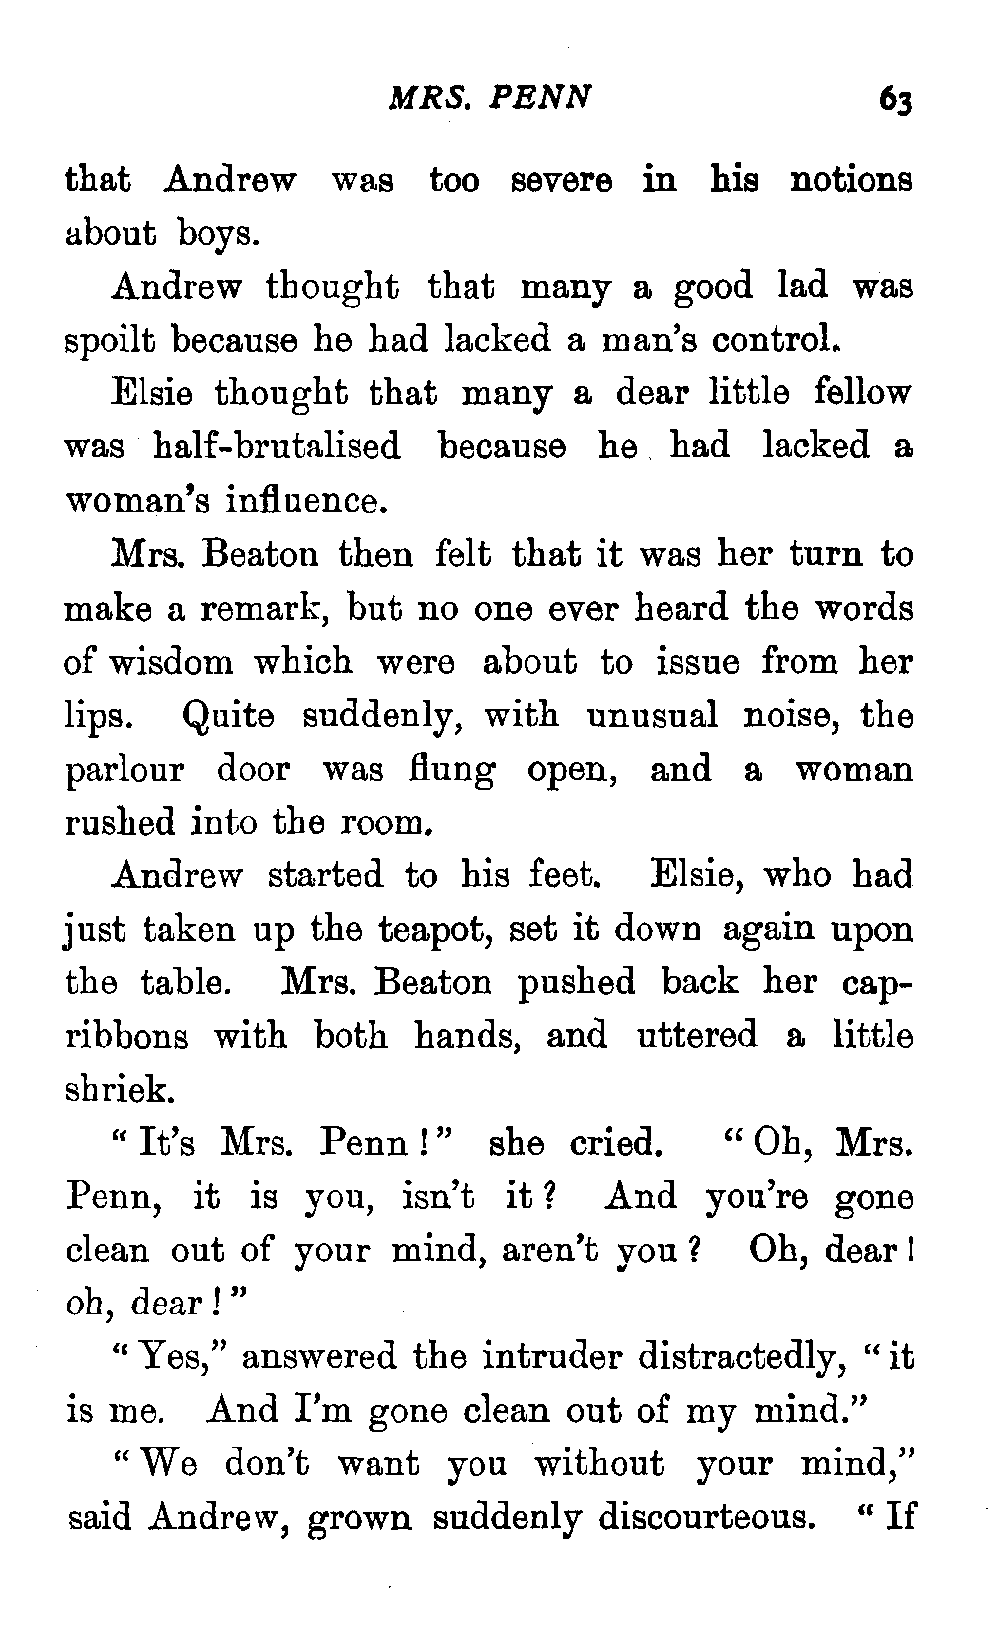 MRS. PENN 63
that Andrew was too severe in his notions
about boys.
Andrew thought that many a good lad was
spoilt because he had lacked a man's control.
Elsie thought that many a dear little fellow
was half-brutalised because he had lacked a
woman's influence.
Mrs. Beaton then felt that it was her turn to
make a remark, but no one ever heard the words
of wisdom which were about to issue from her
lips. Quite suddenly, with unusual noise, the
parlour door was flung open, and a woman
rushed into the room.
Andrew started to his feet. Elsie, who had
just taken up the teapot, set it down again upon
the table. Mrs. Beaton pushed back her cap-
ribbons with both hands, and uttered a little
shriek.
“ It's Mrs. Penn ! ” she cried. “ Oh, Mrs.
Penn, it is you, isn't it ? And you're gone
clean out of your mind, aren't you ? Oh, dear !
oh, dear ! ”
“ Yes,” answered the intruder distractedly, “ it
is me. And I'm gone clean out of my mind.”
“ We don't want you without your mind,”
said Andrew, grown suddenly discourteous. “ If